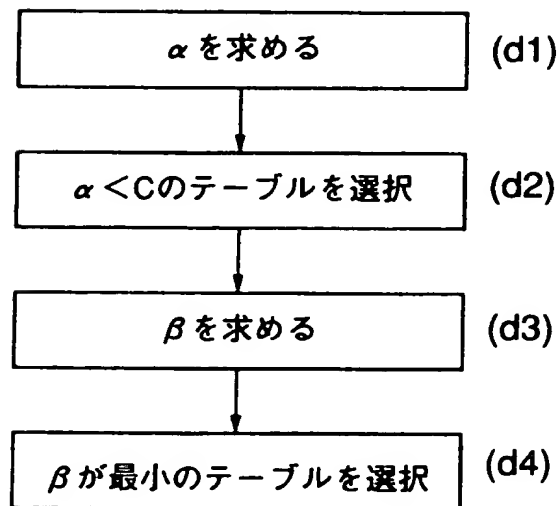 αを求める (d1)
α<Cのテーブルを選択 (d2)
βを求める (d3)
βが最小のテーブルを選択 (d4)